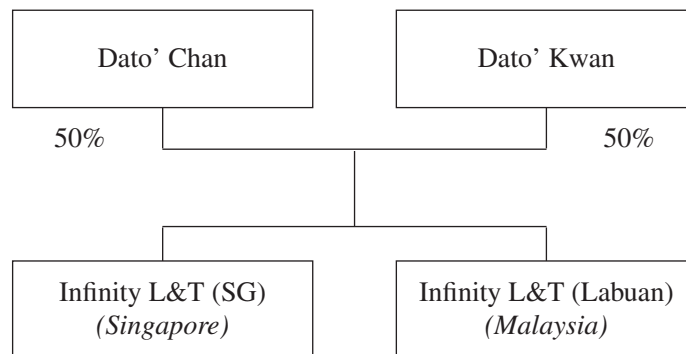 Dato’ Chan
Dato’ Kwan
50%
50%
Infinity L&T (SG)
(Singapore)
Infinity L&T (Labuan)
(Malaysia)